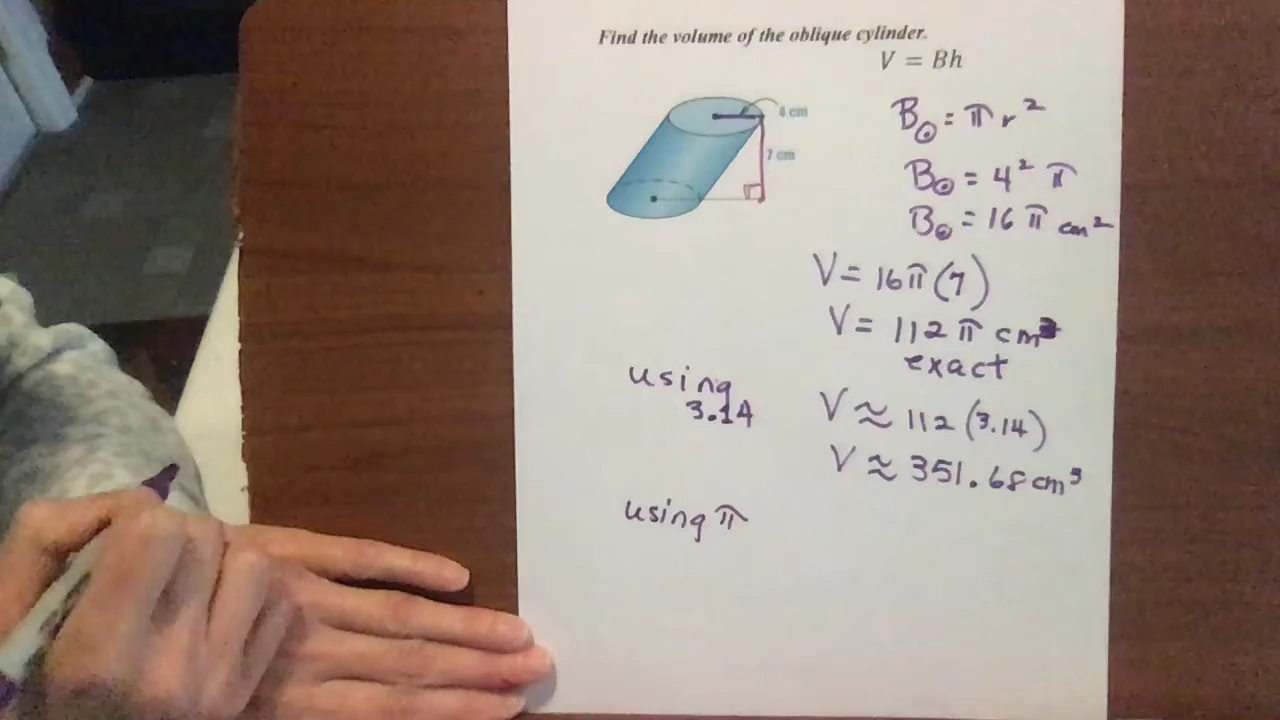 Find the volume of the oblique cylinder.
V = Bh
4 cm
7 cm
B⊙ = π r²
B⊙ = 4² π
B⊙ = 16 π cm²
V = 16π(7)
V = 112 π cm³
exact
using
3.14
V ≈ 112 (3.14)
V ≈ 351.68 cm³
using π